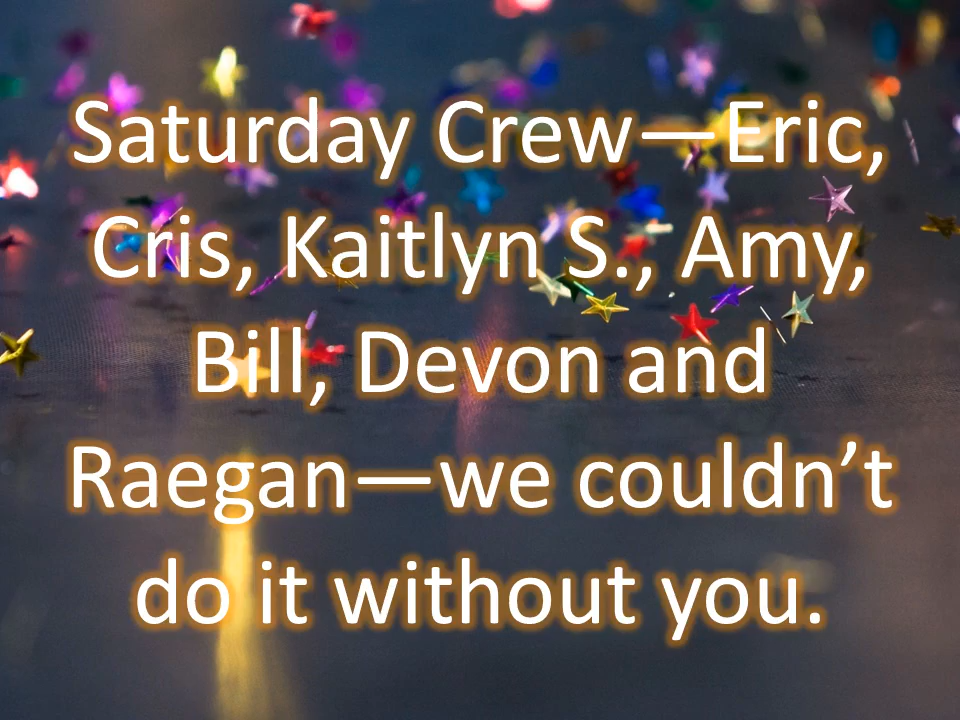 Saturday Crew—Eric,
Cris, Kaitlyn S., Amy,
Bill, Devon and
Raegan—we couldn’t
do it without you.